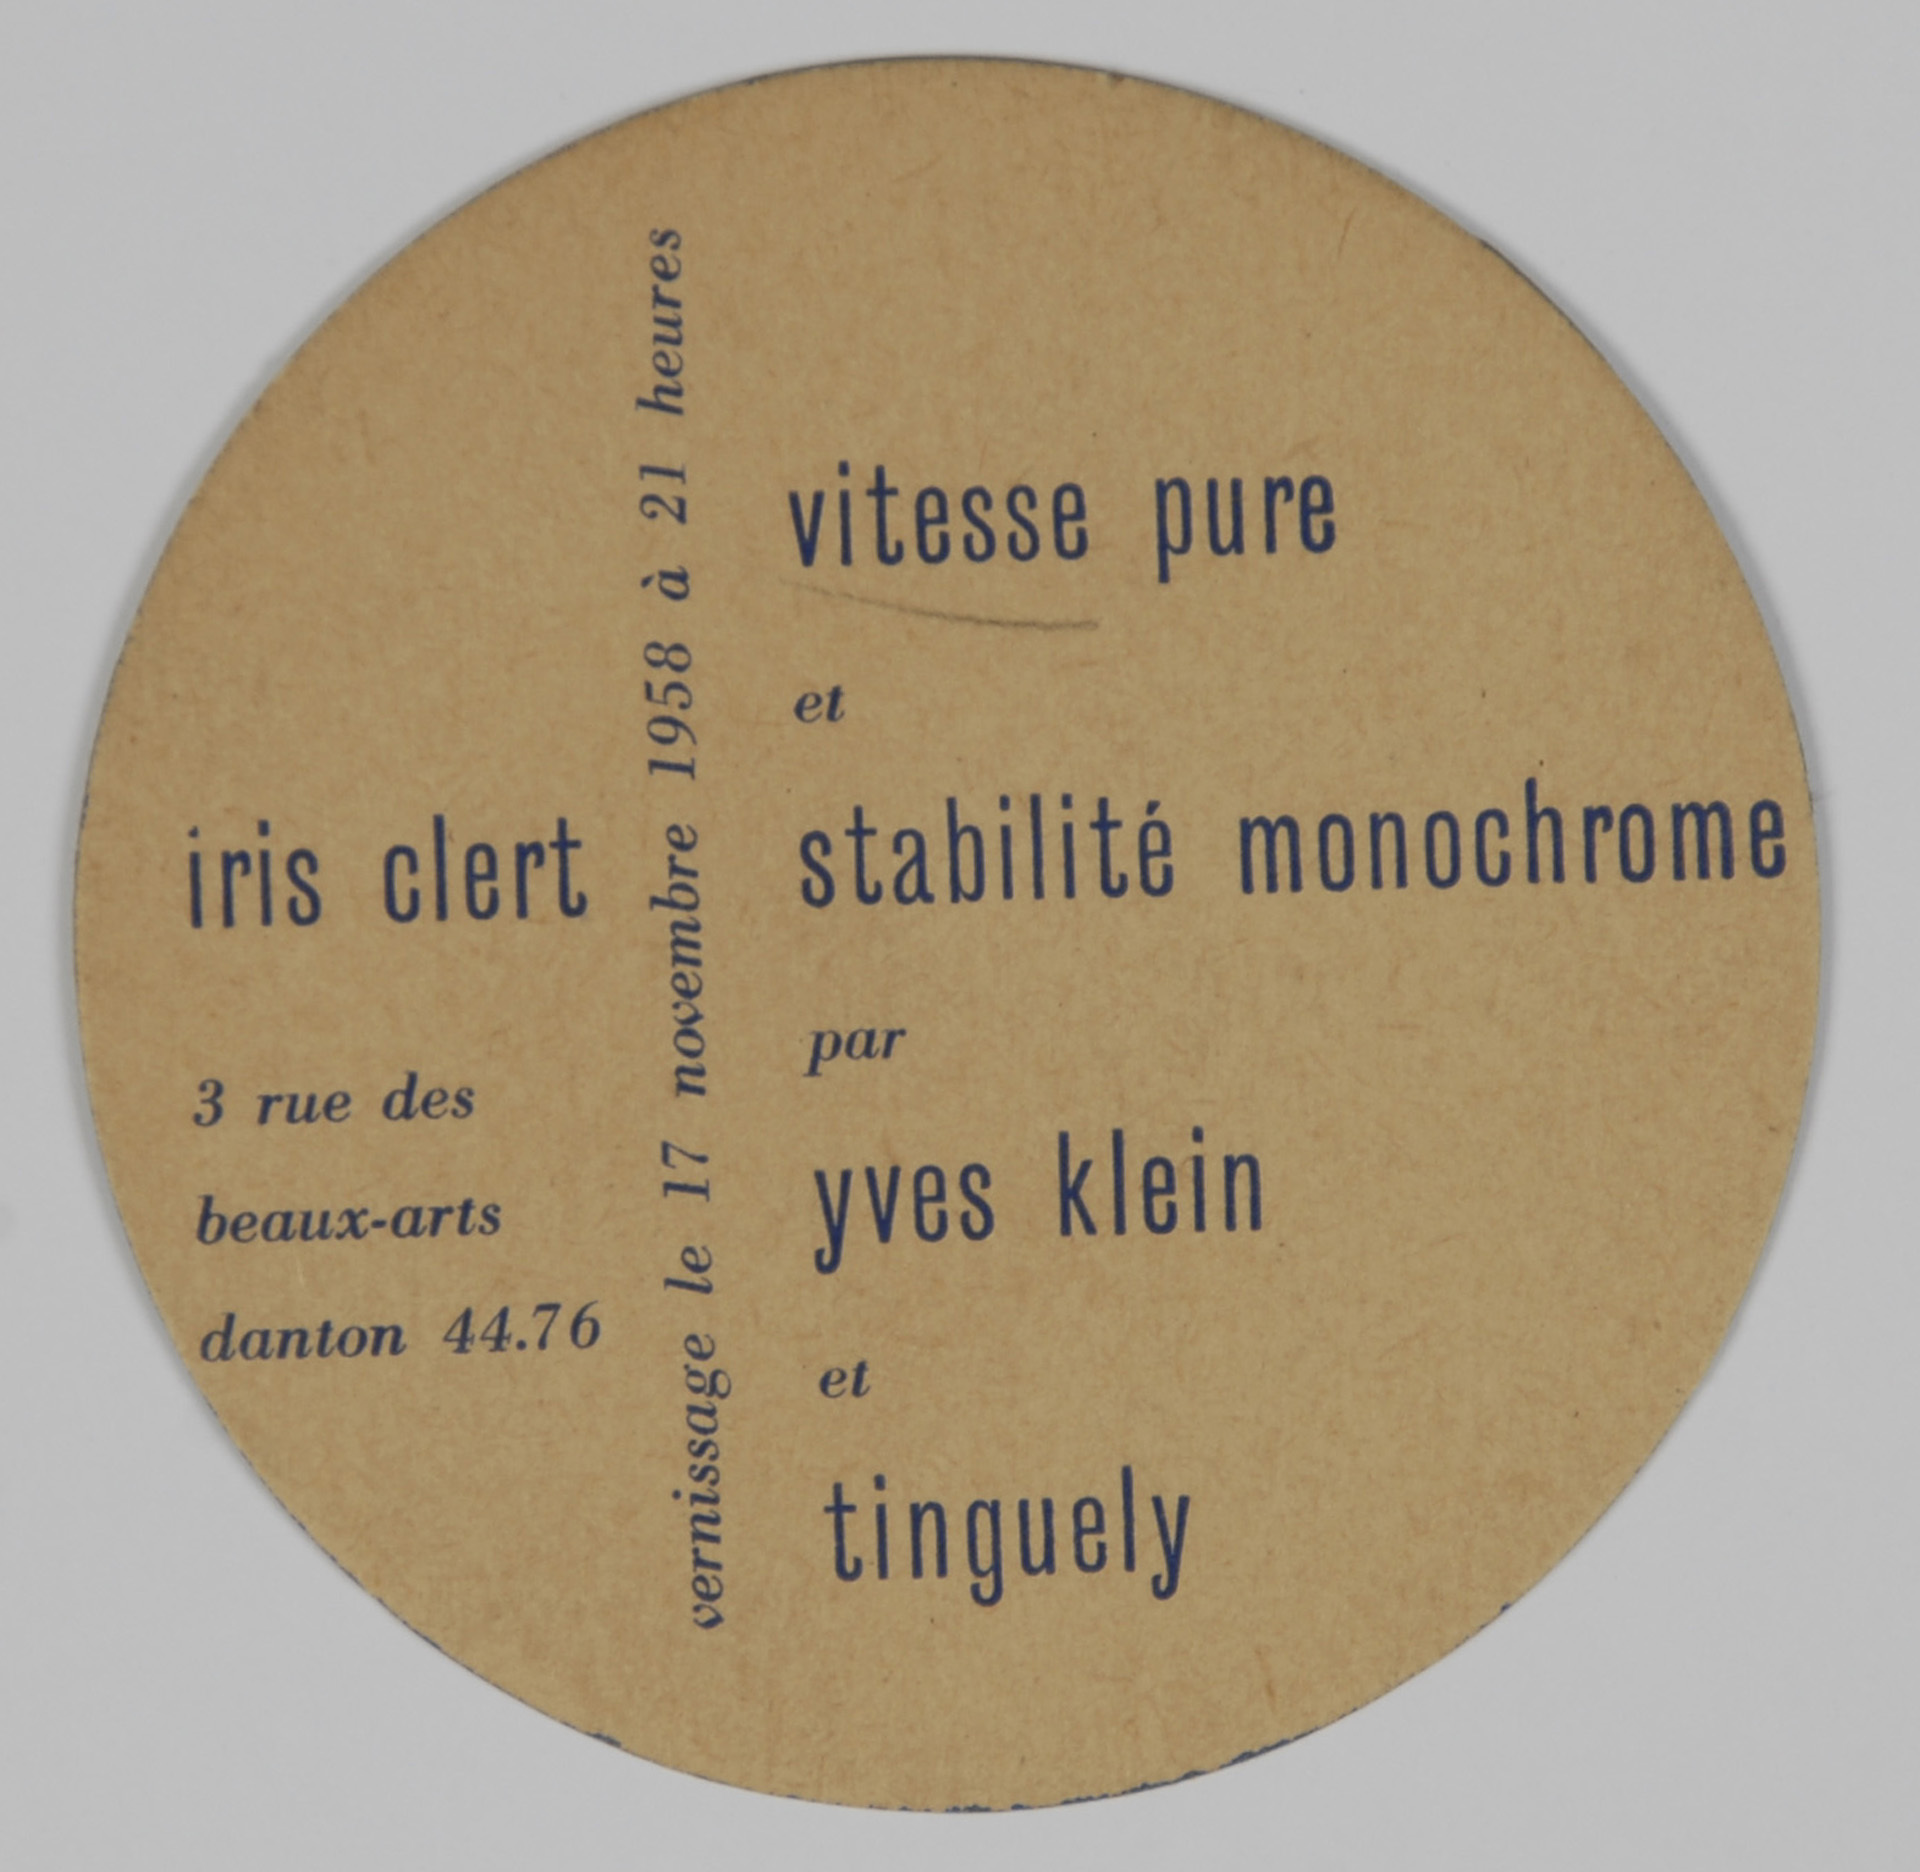 iris clert
3 rue des
beaux-arts
danton 44.76
vernissage le 17 novembre 1958 à 21 heures
vitesse pure
et
stabilité monochrome
par
yves klein
et
tinguely